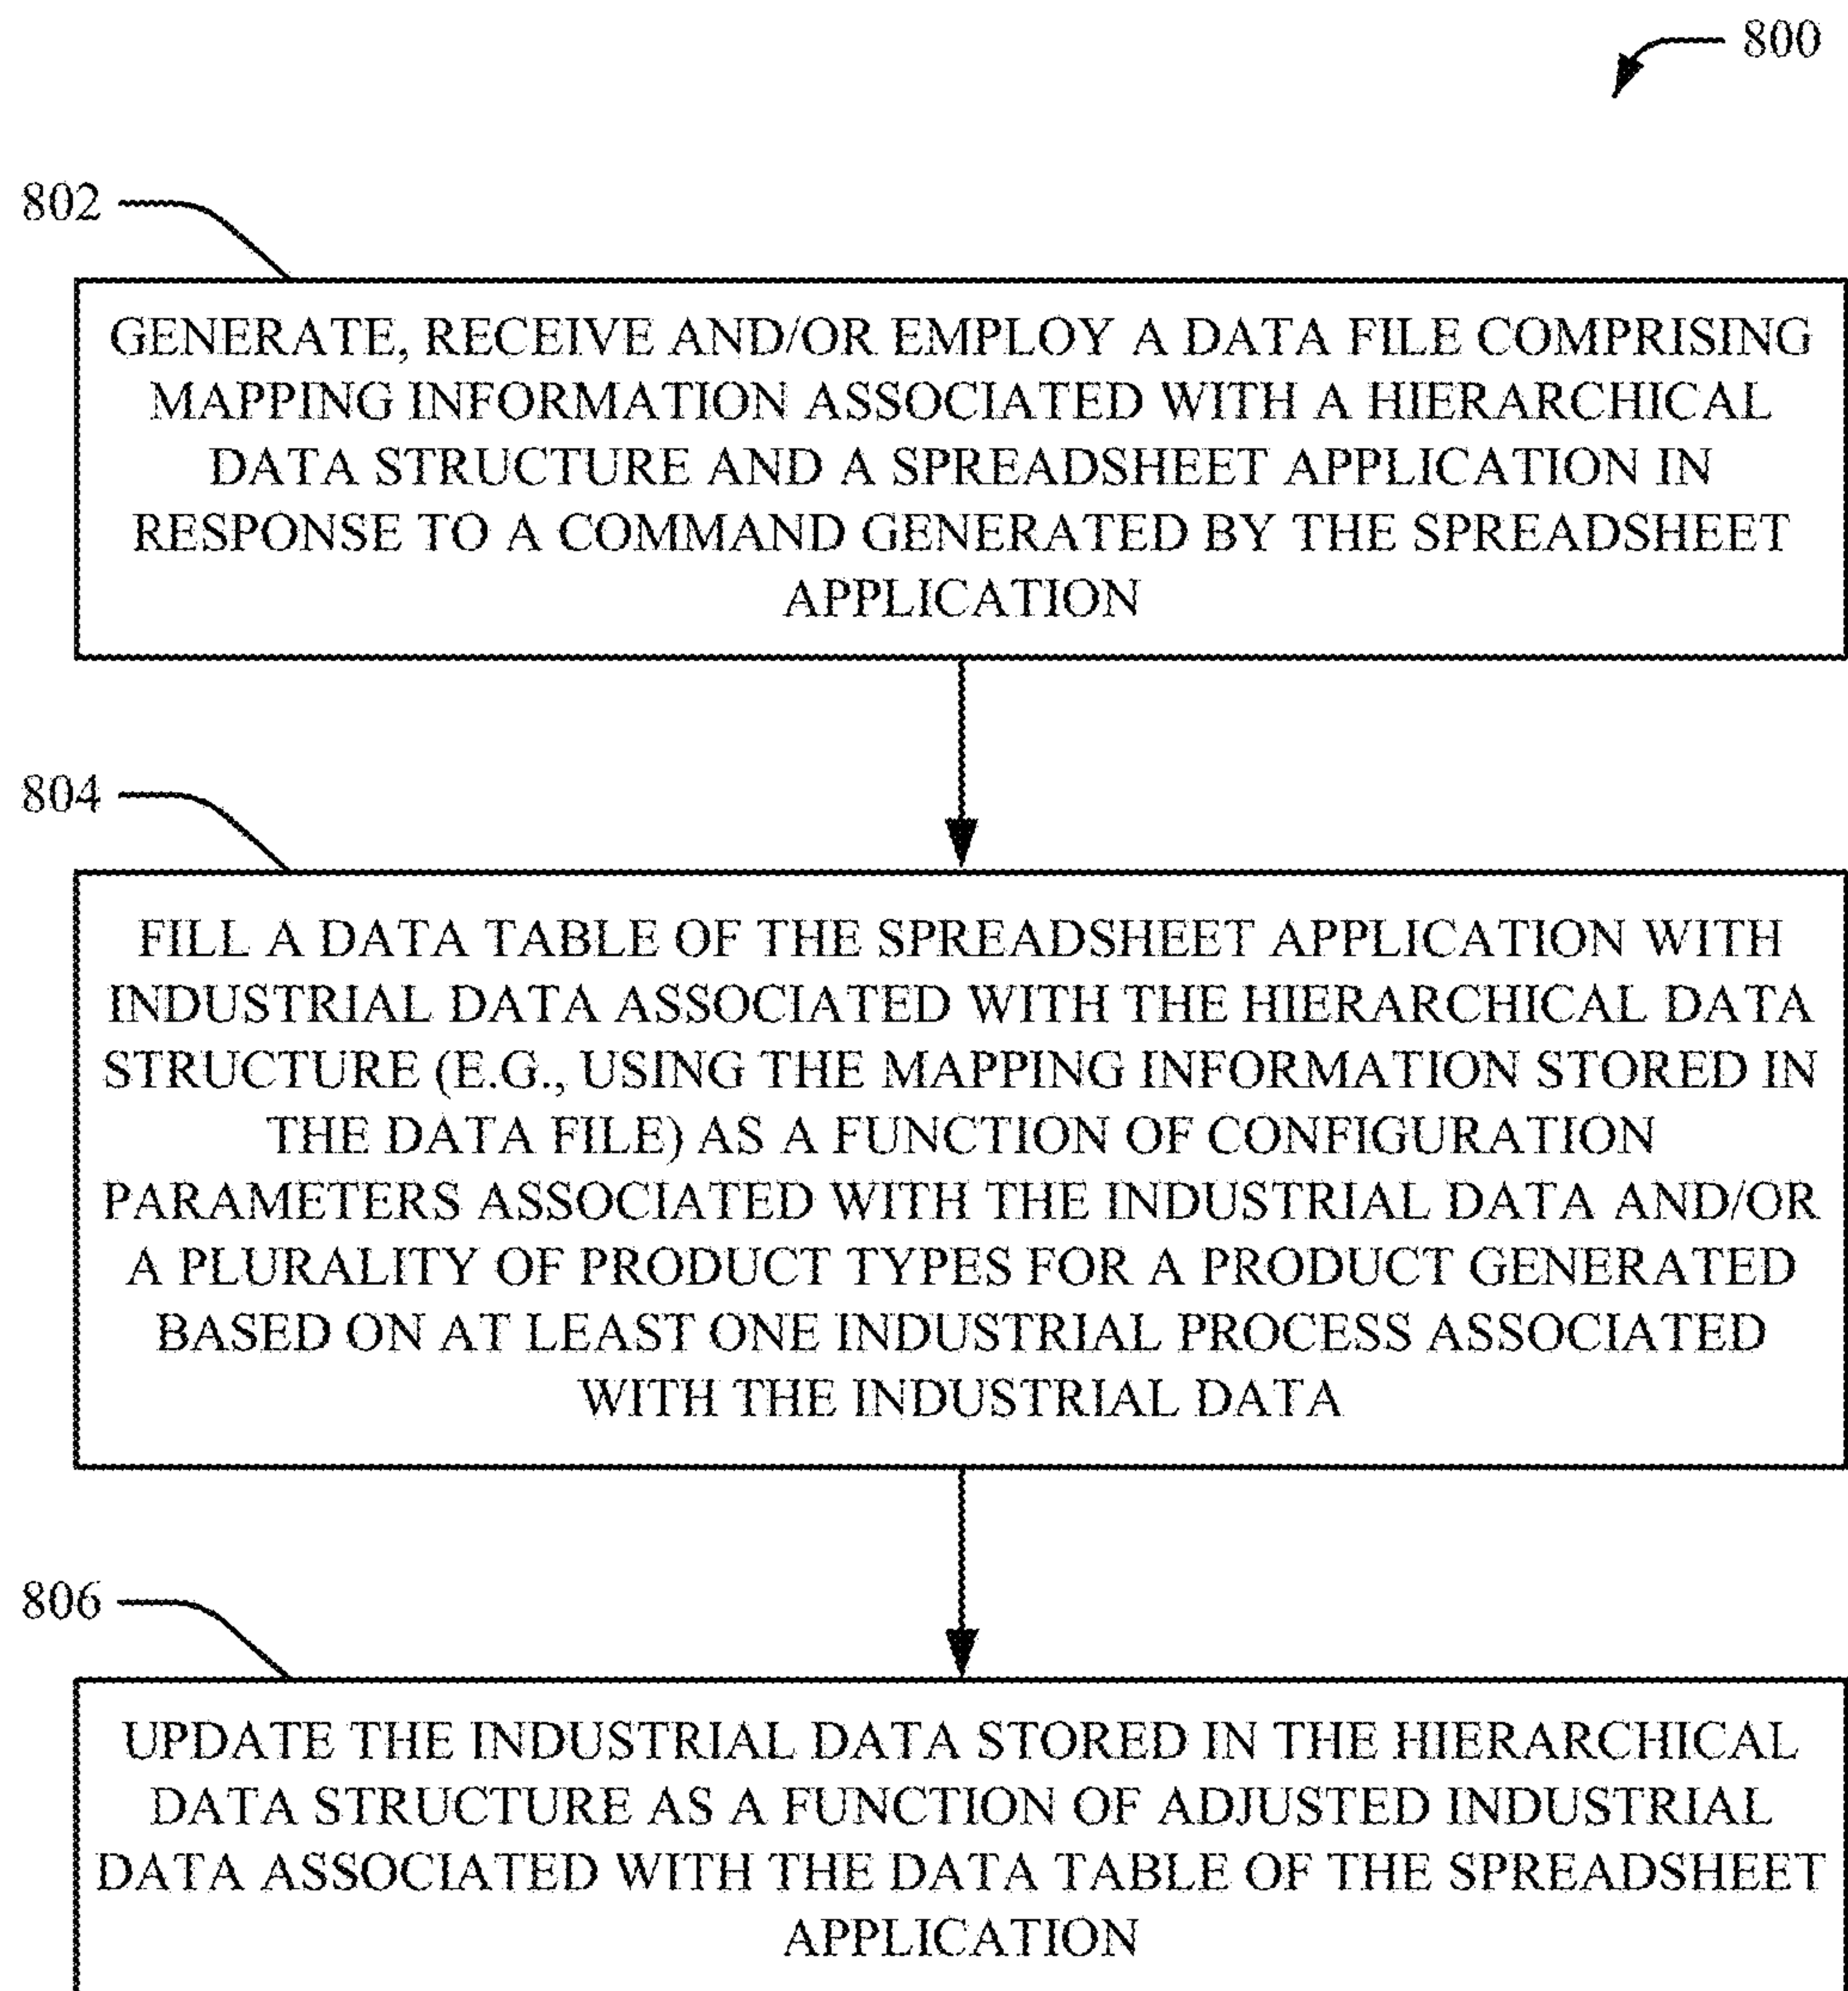 800
802
GENERATE, RECEIVE AND/OR EMPLOY A DATA FILE COMPRISING
MAPPING INFORMATION ASSOCIATED WITH A HIERARCHICAL
DATA STRUCTURE AND A SPREADSHEET APPLICATION IN
RESPONSE TO A COMMAND GENERATED BY THE SPREADSHEET
APPLICATION
804
FILL A DATA TABLE OF THE SPREADSHEET APPLICATION WITH
INDUSTRIAL DATA ASSOCIATED WITH THE HIERARCHICAL DATA
STRUCTURE (E.G., USING THE MAPPING INFORMATION STORED IN
THE DATA FILE) AS A FUNCTION OF CONFIGURATION
PARAMETERS ASSOCIATED WITH THE INDUSTRIAL DATA AND/OR
A PLURALITY OF PRODUCT TYPES FOR A PRODUCT GENERATED
BASED ON AT LEAST ONE INDUSTRIAL PROCESS ASSOCIATED
WITH THE INDUSTRIAL DATA
806
UPDATE THE INDUSTRIAL DATA STORED IN THE HIERARCHICAL
DATA STRUCTURE AS A FUNCTION OF ADJUSTED INDUSTRIAL
DATA ASSOCIATED WITH THE DATA TABLE OF THE SPREADSHEET
APPLICATION